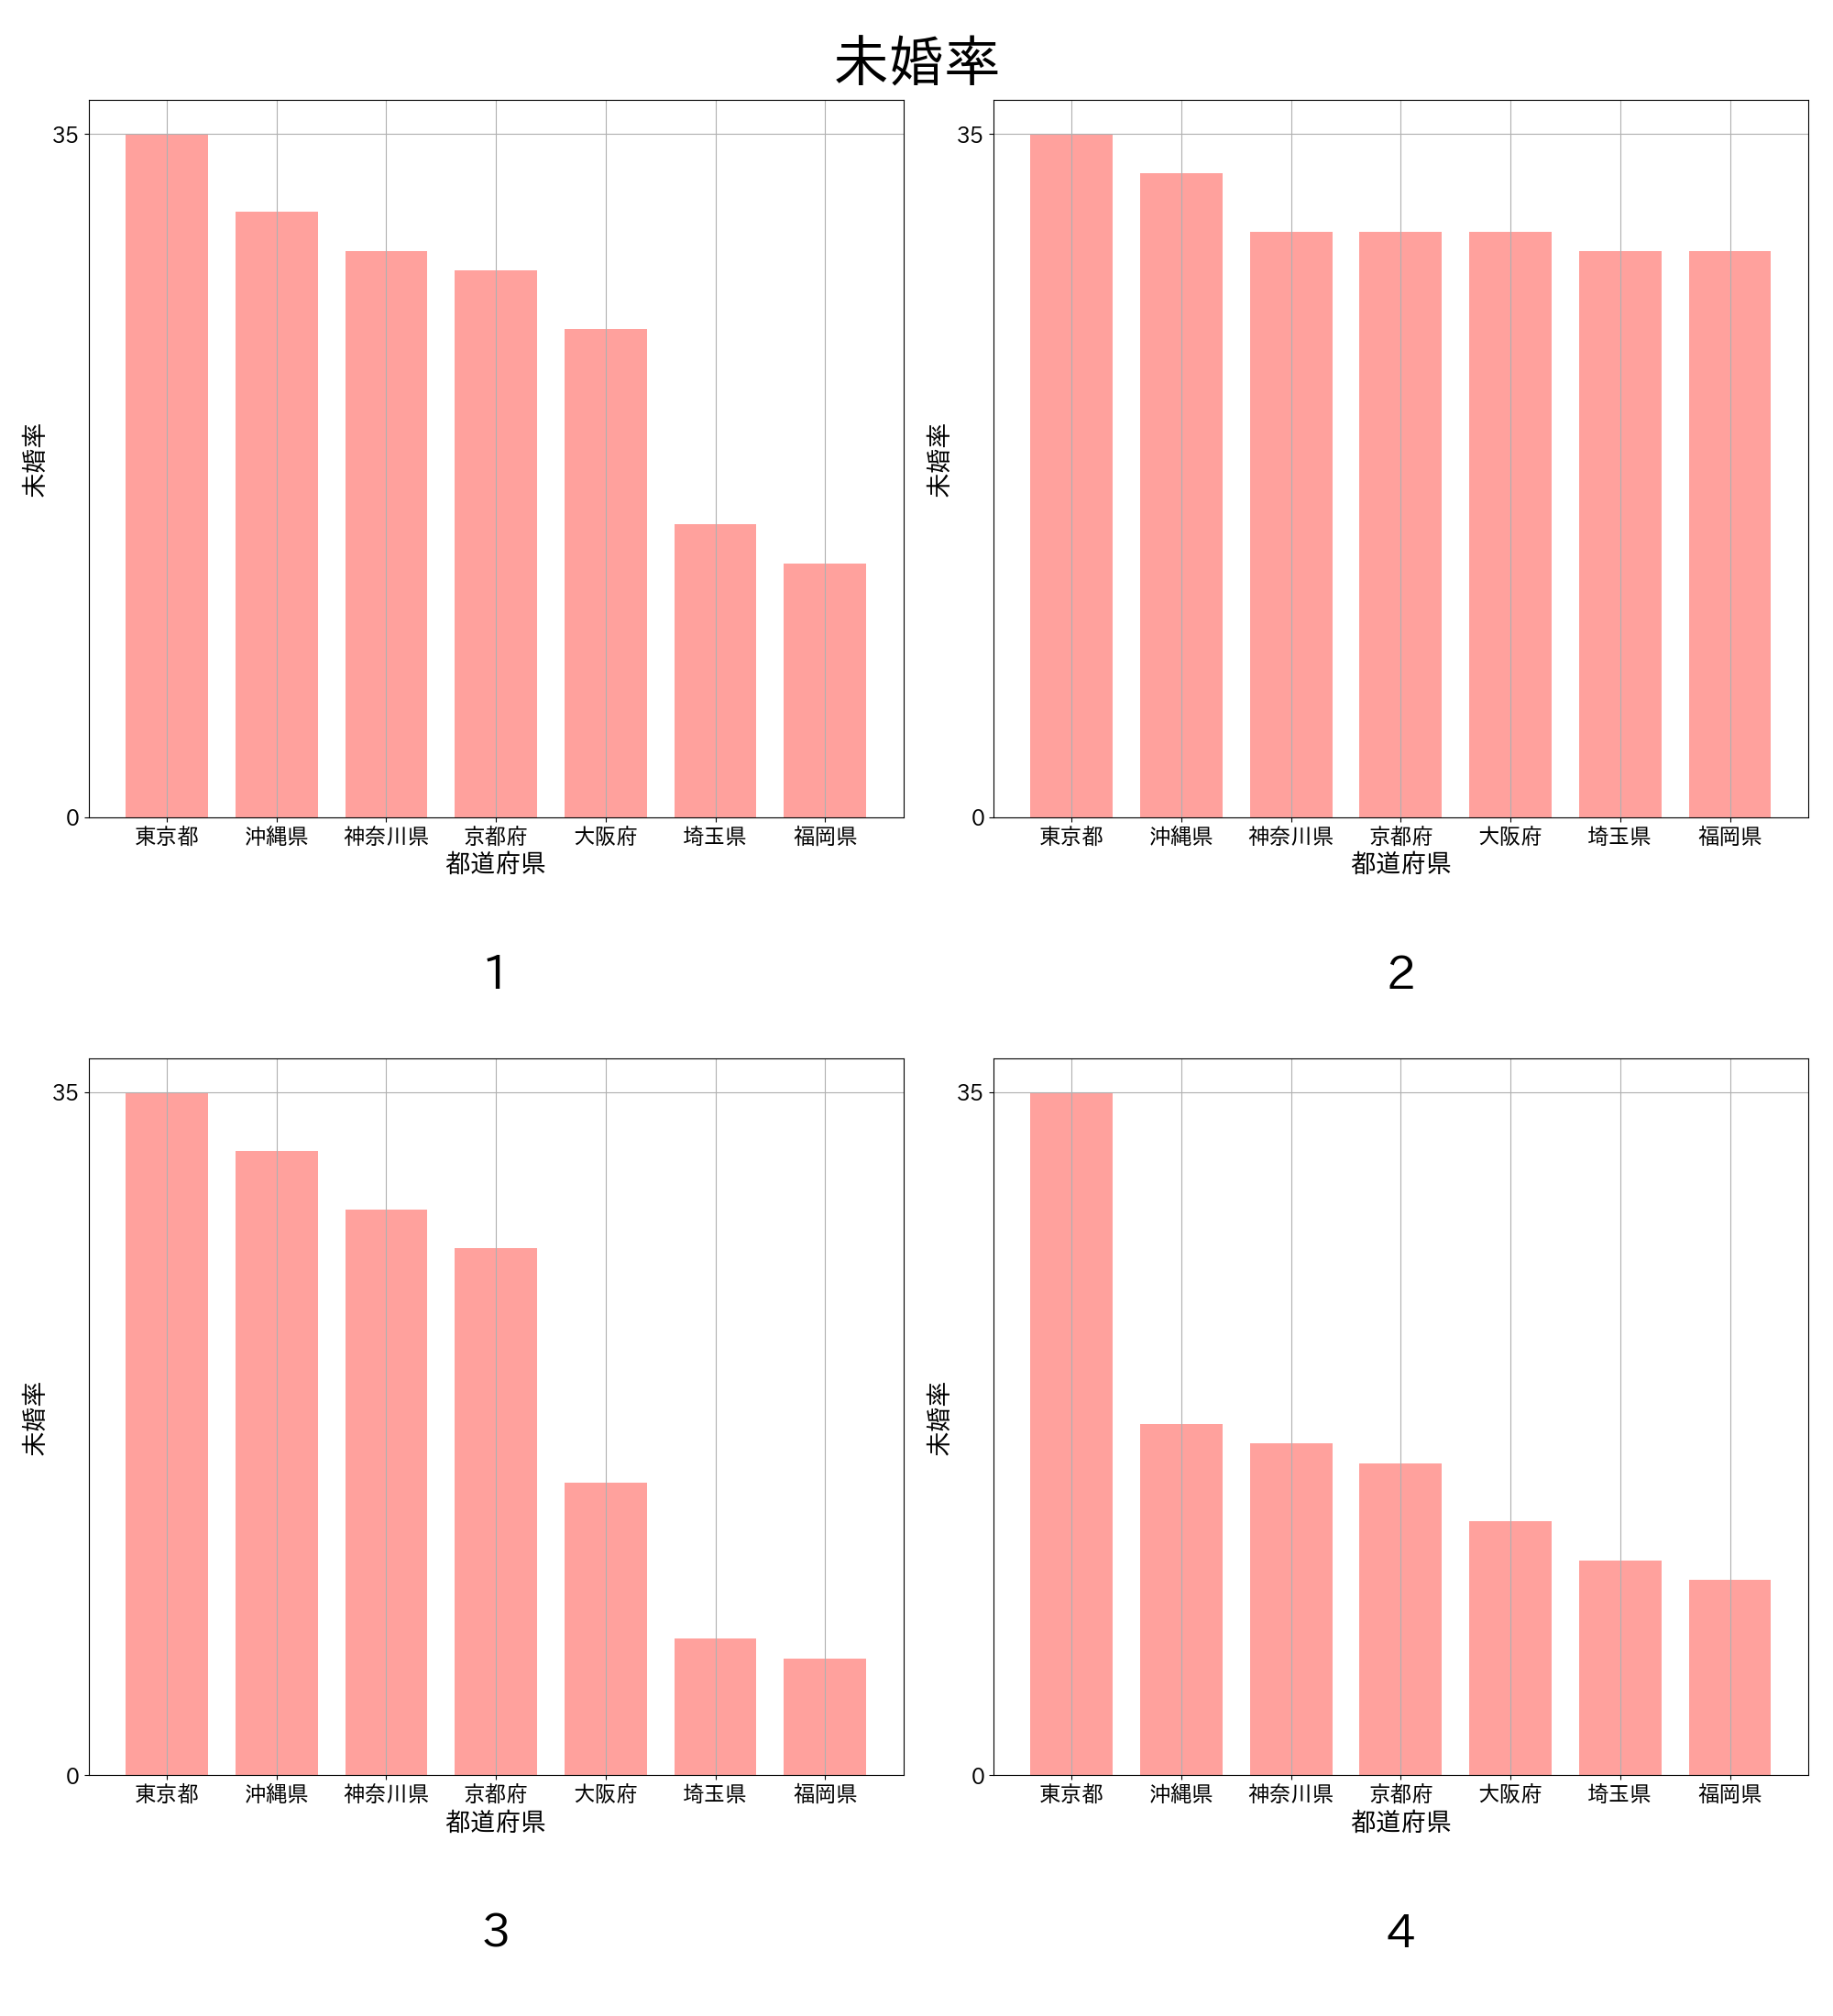 未婚率
35
0
未婚率
東京都 沖縄県 神奈川県 京都府 大阪府 埼玉県 福岡県
都道府県
1
35
0
未婚率
東京都 沖縄県 神奈川県 京都府 大阪府 埼玉県 福岡県
都道府県
2
35
0
未婚率
東京都 沖縄県 神奈川県 京都府 大阪府 埼玉県 福岡県
都道府県
3
35
0
未婚率
東京都 沖縄県 神奈川県 京都府 大阪府 埼玉県 福岡県
都道府県
4